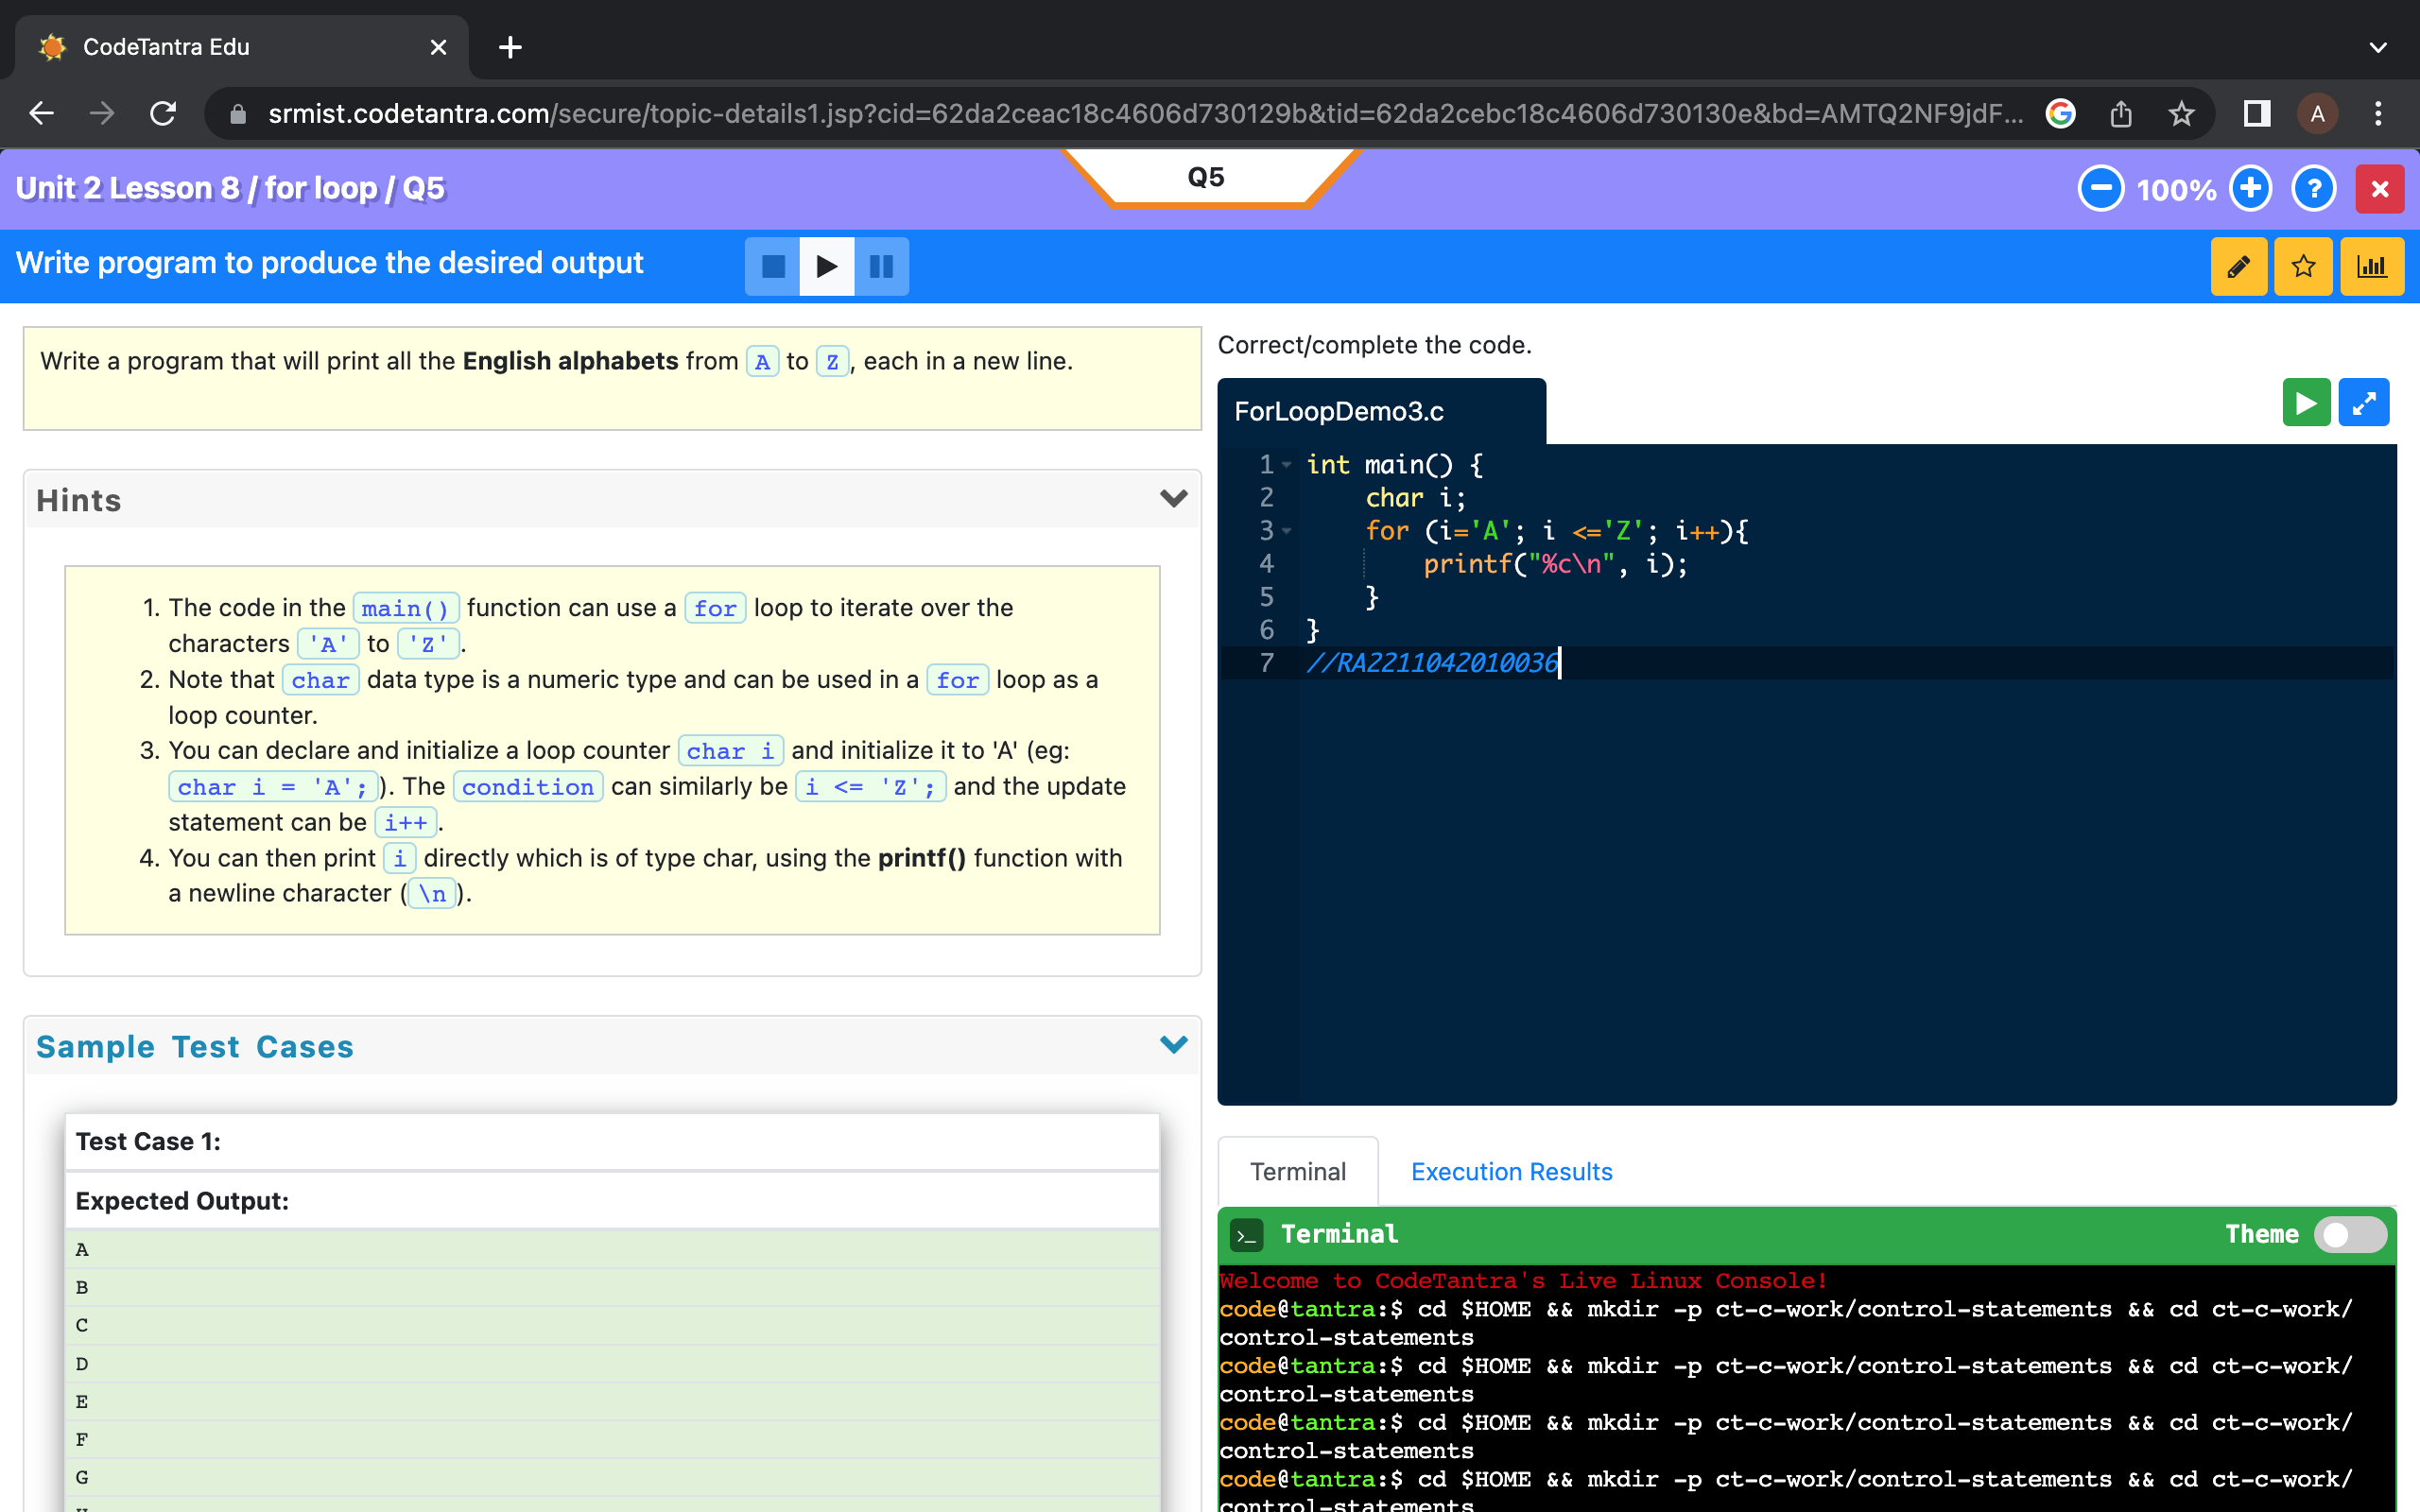 CodeTantra Edu
srmist.codetantra.com/secure/topic-details1.jsp?cid=62da2ceac18c4606d730129b&tid=62da2cebc18c4606d730130e&bd=AMTQ2NF9jdF...
A
Unit 2 Lesson 8 / for loop / Q5
Q5
100%
?
Write program to produce the desired output
Write a program that will print all the English alphabets from A to Z, each in a new line.
Hints
1. The code in the main() function can use a for loop to iterate over the
characters 'A' to 'Z'.
2. Note that char data type is a numeric type and can be used in a for loop as a
loop counter.
3. You can declare and initialize a loop counter char i and initialize it to 'A' (eg:
char i = 'A';). The condition can similarly be i <= 'Z'; and the update
statement can be i++.
4. You can then print i directly which is of type char, using the printf() function with
a newline character (\n).
Sample Test Cases
Test Case 1:
Expected Output:
A
B
C
D
E
F
G
Correct/complete the code.
ForLoopDemo3.c
1 int main() {
2 char i;
3 for (i='A'; i <='Z'; i++){
4 printf("%c\n", i);
5 }
6 }
7 //RA2211042010036
Terminal Execution Results
>_ Terminal Theme
Welcome to CodeTantra's Live Linux Console!
code@tantra:$ cd $HOME && mkdir -p ct-c-work/control-statements && cd ct-c-work/
control-statements
code@tantra:$ cd $HOME && mkdir -p ct-c-work/control-statements && cd ct-c-work/
control-statements
code@tantra:$ cd $HOME && mkdir -p ct-c-work/control-statements && cd ct-c-work/
control-statements
code@tantra:$ cd $HOME && mkdir -p ct-c-work/control-statements && cd ct-c-work/
control-statements